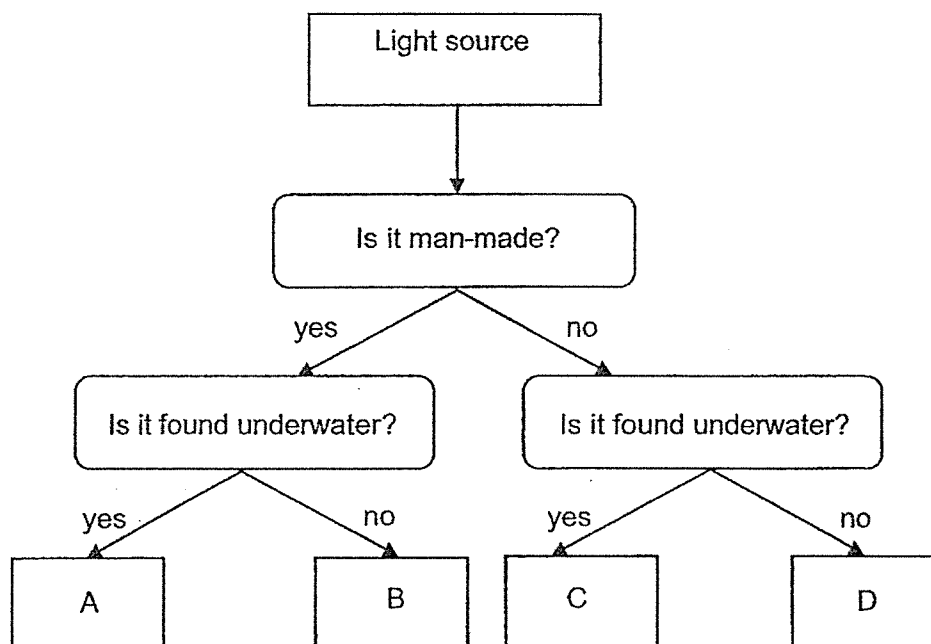 Light source
Is it man-made?
yes
no
Is it found underwater?
Is it found underwater?
yes
no
yes
no
A
B
C
D